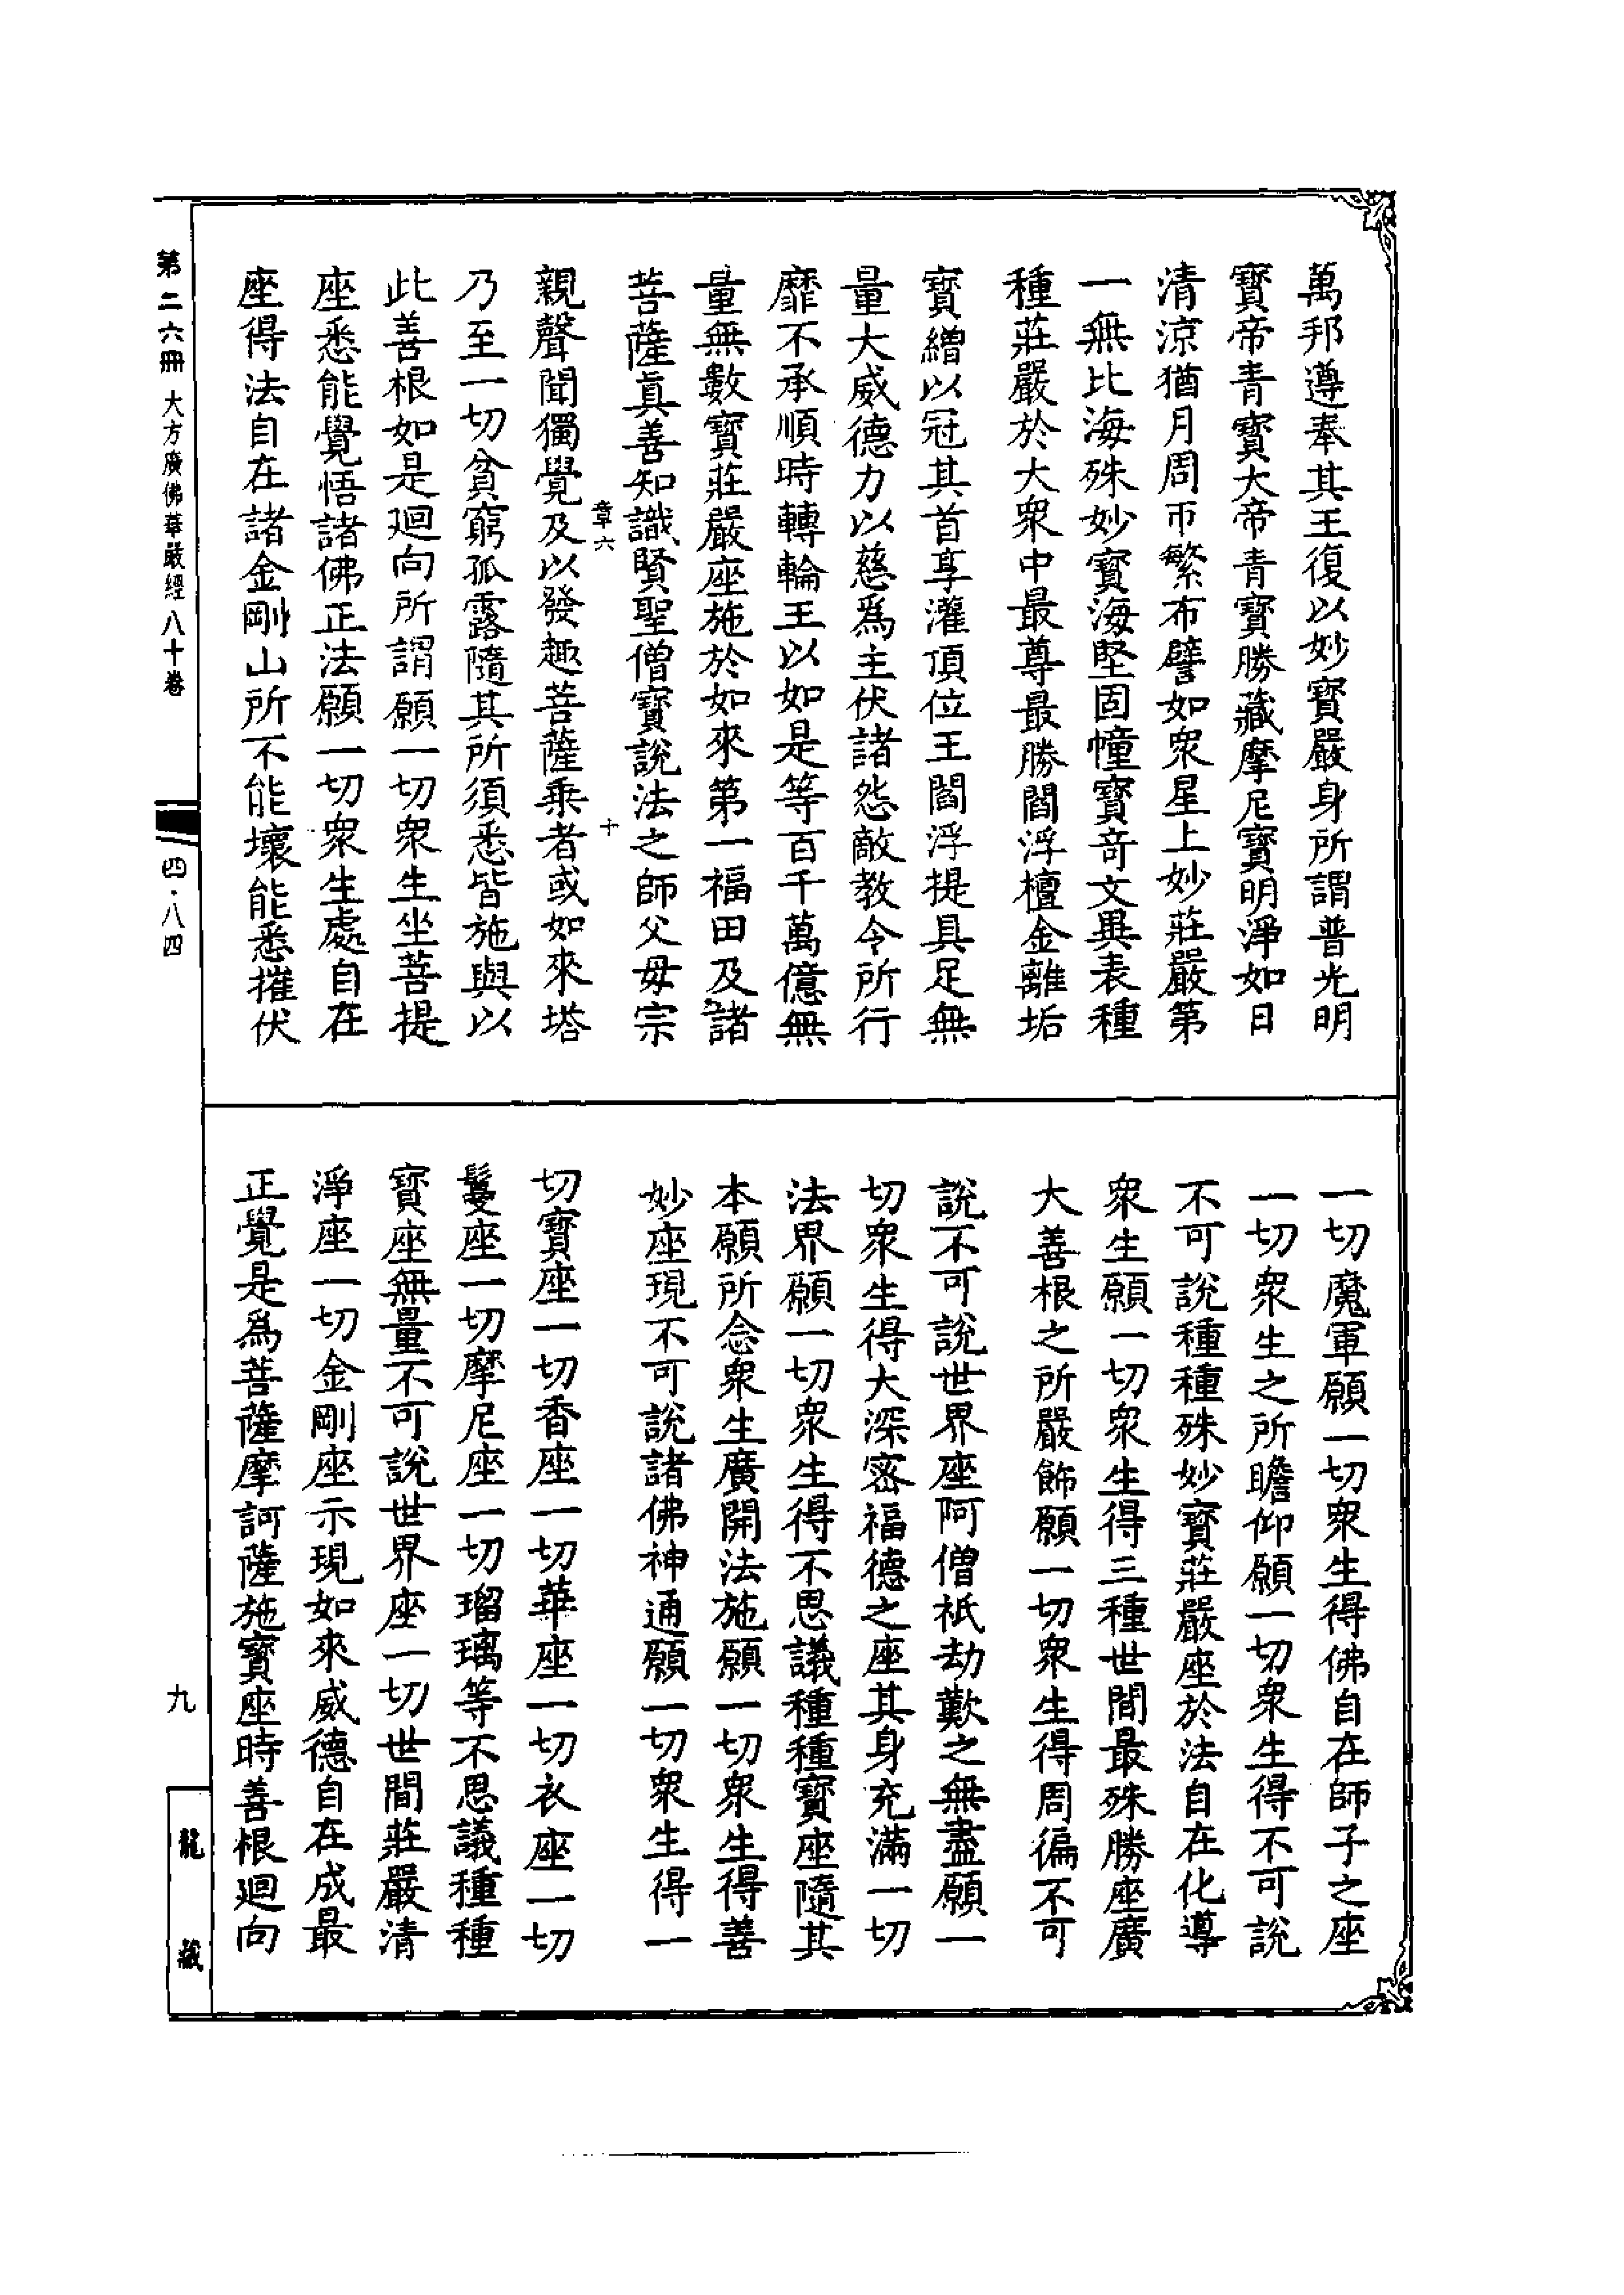 萬邦遵奉其王復以妙寶嚴身所謂普光明
寶帝青寶大帝青寶勝藏摩尼寶明淨如日
清涼猶月周帀繁布譬如衆星上妙莊嚴第
一無比海殊妙寶海堅固幢寶竒文異表種
種莊嚴於大衆中最尊最勝閻浮檀金離垢
寶繒以冠其首享灌頂位王閻浮提具足無
量大威德力以慈爲主伏諸怨敵教令所行
靡不承順時轉輪王以如是等百千萬億無
量無數寶莊嚴座施於如來第一福田及諸
菩薩真善知識賢聖僧寶說法之師父母宗
章六
十
親聲聞獨覺及以發趣菩薩乘者或如來塔
乃至一切貧窮孤露隨其所須悉皆施與以
此善根如是迴向所謂願一切衆生坐菩提
座悉能覺悟諸佛正法願一切衆生處自在
座得法自在諸金剛山所不能壞能悉摧伏
一切魔軍願一切衆生得佛自在師子之座
一切衆生之所瞻仰願一切衆生得不可說
不可說種種殊妙寶莊嚴座於法自在化導
衆生願一切衆生得三種世間最殊勝座廣
大善根之所嚴飾願一切衆生得周徧不可
說不可說世界座阿僧祇劫歎之無盡願一
切衆生得大深密福德之座其身充滿一切
法界願一切衆生得不思議種種寶座隨其
本願所念衆生廣開法施願一切衆生得善
妙座現不可說諸佛神通願一切衆生得一
切寶座一切香座一切華座一切衣座一切
鬘座一切摩尼座一切瑠璃等不思議種種
寶座無量不可說世界座一切世間莊嚴清
淨座一切金剛座示現如來威德自在成最
正覺是爲菩薩摩訶薩施寶座時善根迴向
第二六冊 大方廣佛華嚴經 八十卷
四·八四
九
龍藏